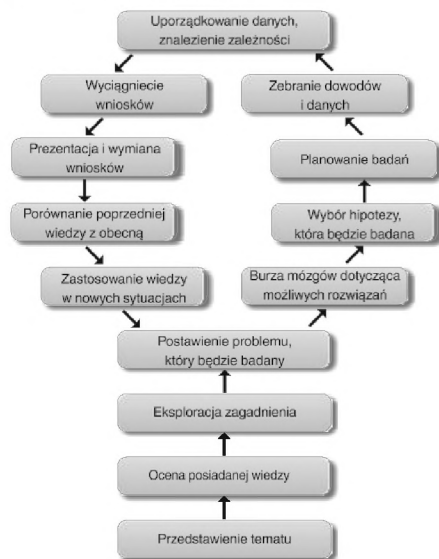 Uporządkowanie danych,
znalezienie zależności
Wyciągniecie
wniosków
Zebranie dowodów
i danych
Prezentacja i wymiana
wniosków
Planowanie badań
Porównanie poprzedniej
wiedzy z obecną
Wybór hipotezy,
która będzie badana
Zastosowanie wiedzy
w nowych sytuacjach
Burza mózgów dotycząca
możliwych rozwiązań
Postawienie problemu,
który będzie badany
Eksploracja zagadnienia
Ocena posiadanej wiedzy
Przedstawienie tematu